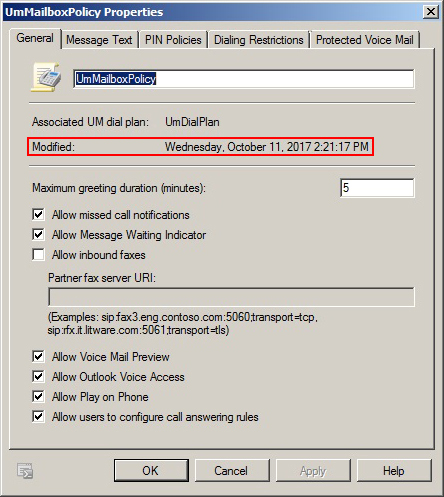 UmMailboxPolicy Properties
General Message Text PIN Policies Dialing Restrictions Protected Voice Mail
UmMailboxPolicy
Associated UM dial plan: UmDialPlan
Modified: Wednesday, October 11, 2017 2:21:17 PM
Maximum greeting duration (minutes): 5
Allow missed call notifications
Allow Message Waiting Indicator
Allow inbound faxes
Partner fax server URI:
(Examples: sip:fax3.eng.contoso.com:5060;transport=tcp,
sip:rfx.it.litware.com:5061;transport=tls)
Allow Voice Mail Preview
Allow Outlook Voice Access
Allow Play on Phone
Allow users to configure call answering rules
OK Cancel Apply Help